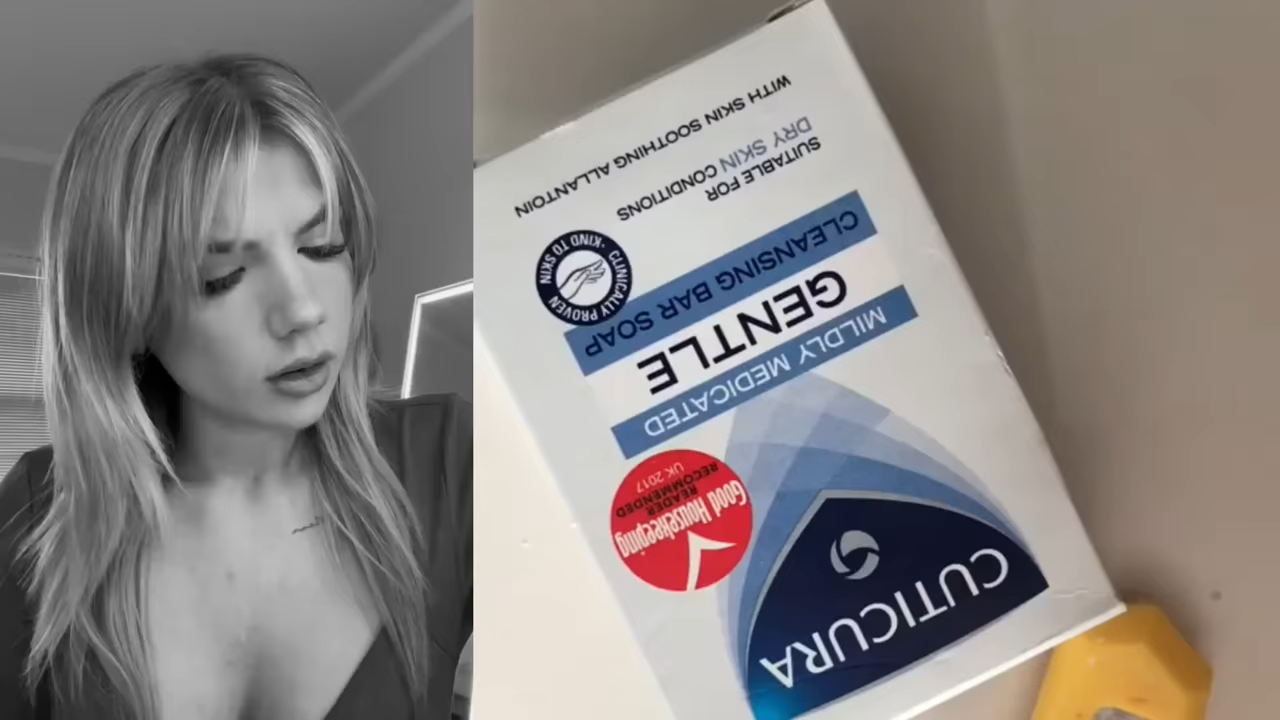 CUTICURA
Good Housekeeping
READER
RECOMMENDED
UK 2017
MILDLY MEDICATED
GENTLE
CLEANSING BAR SOAP
· CLINICALLY PROVEN · KIND TO SKIN
SUITABLE FOR
DRY SKIN CONDITIONS
WITH SKIN SOOTHING ALLANTOIN